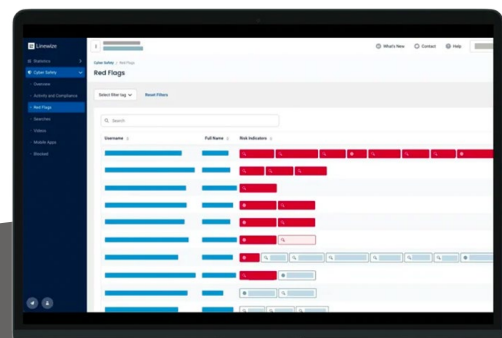 Linewize
What's New
Contact
Help
Statistics
Cyber Safety
Cyber Safety
Red Flags
Overview
Red Flags
Activity and Compliance
Select filter tag
Reset Filters
Red Flags
Searches
Search
Videos
Mobile Apps
Username
Full Name
Risk Indicators
Blocked